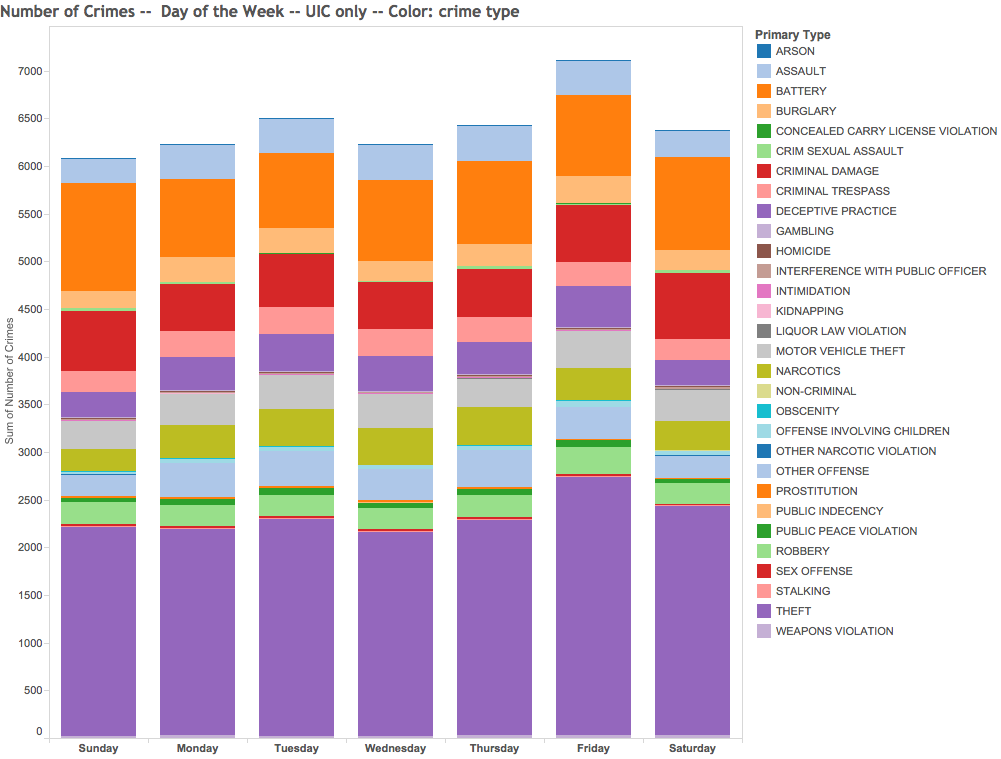 Number of Crimes -- Day of the Week -- UIC only -- Color: crime type
Primary Type
ARSON
ASSAULT
BATTERY
BURGLARY
CONCEALED CARRY LICENSE VIOLATION
CRIM SEXUAL ASSAULT
CRIMINAL DAMAGE
CRIMINAL TRESPASS
DECEPTIVE PRACTICE
GAMBLING
HOMICIDE
INTERFERENCE WITH PUBLIC OFFICER
INTIMIDATION
KIDNAPPING
LIQUOR LAW VIOLATION
MOTOR VEHICLE THEFT
NARCOTICS
NON-CRIMINAL
OBSCENITY
OFFENSE INVOLVING CHILDREN
OTHER NARCOTIC VIOLATION
OTHER OFFENSE
PROSTITUTION
PUBLIC INDECENCY
PUBLIC PEACE VIOLATION
ROBBERY
SEX OFFENSE
STALKING
THEFT
WEAPONS VIOLATION
Sum of Number of Crimes
7000
6500
6000
5500
5000
4500
4000
3500
3000
2500
2000
1500
1000
500
0
Sunday Monday Tuesday Wednesday Thursday Friday Saturday